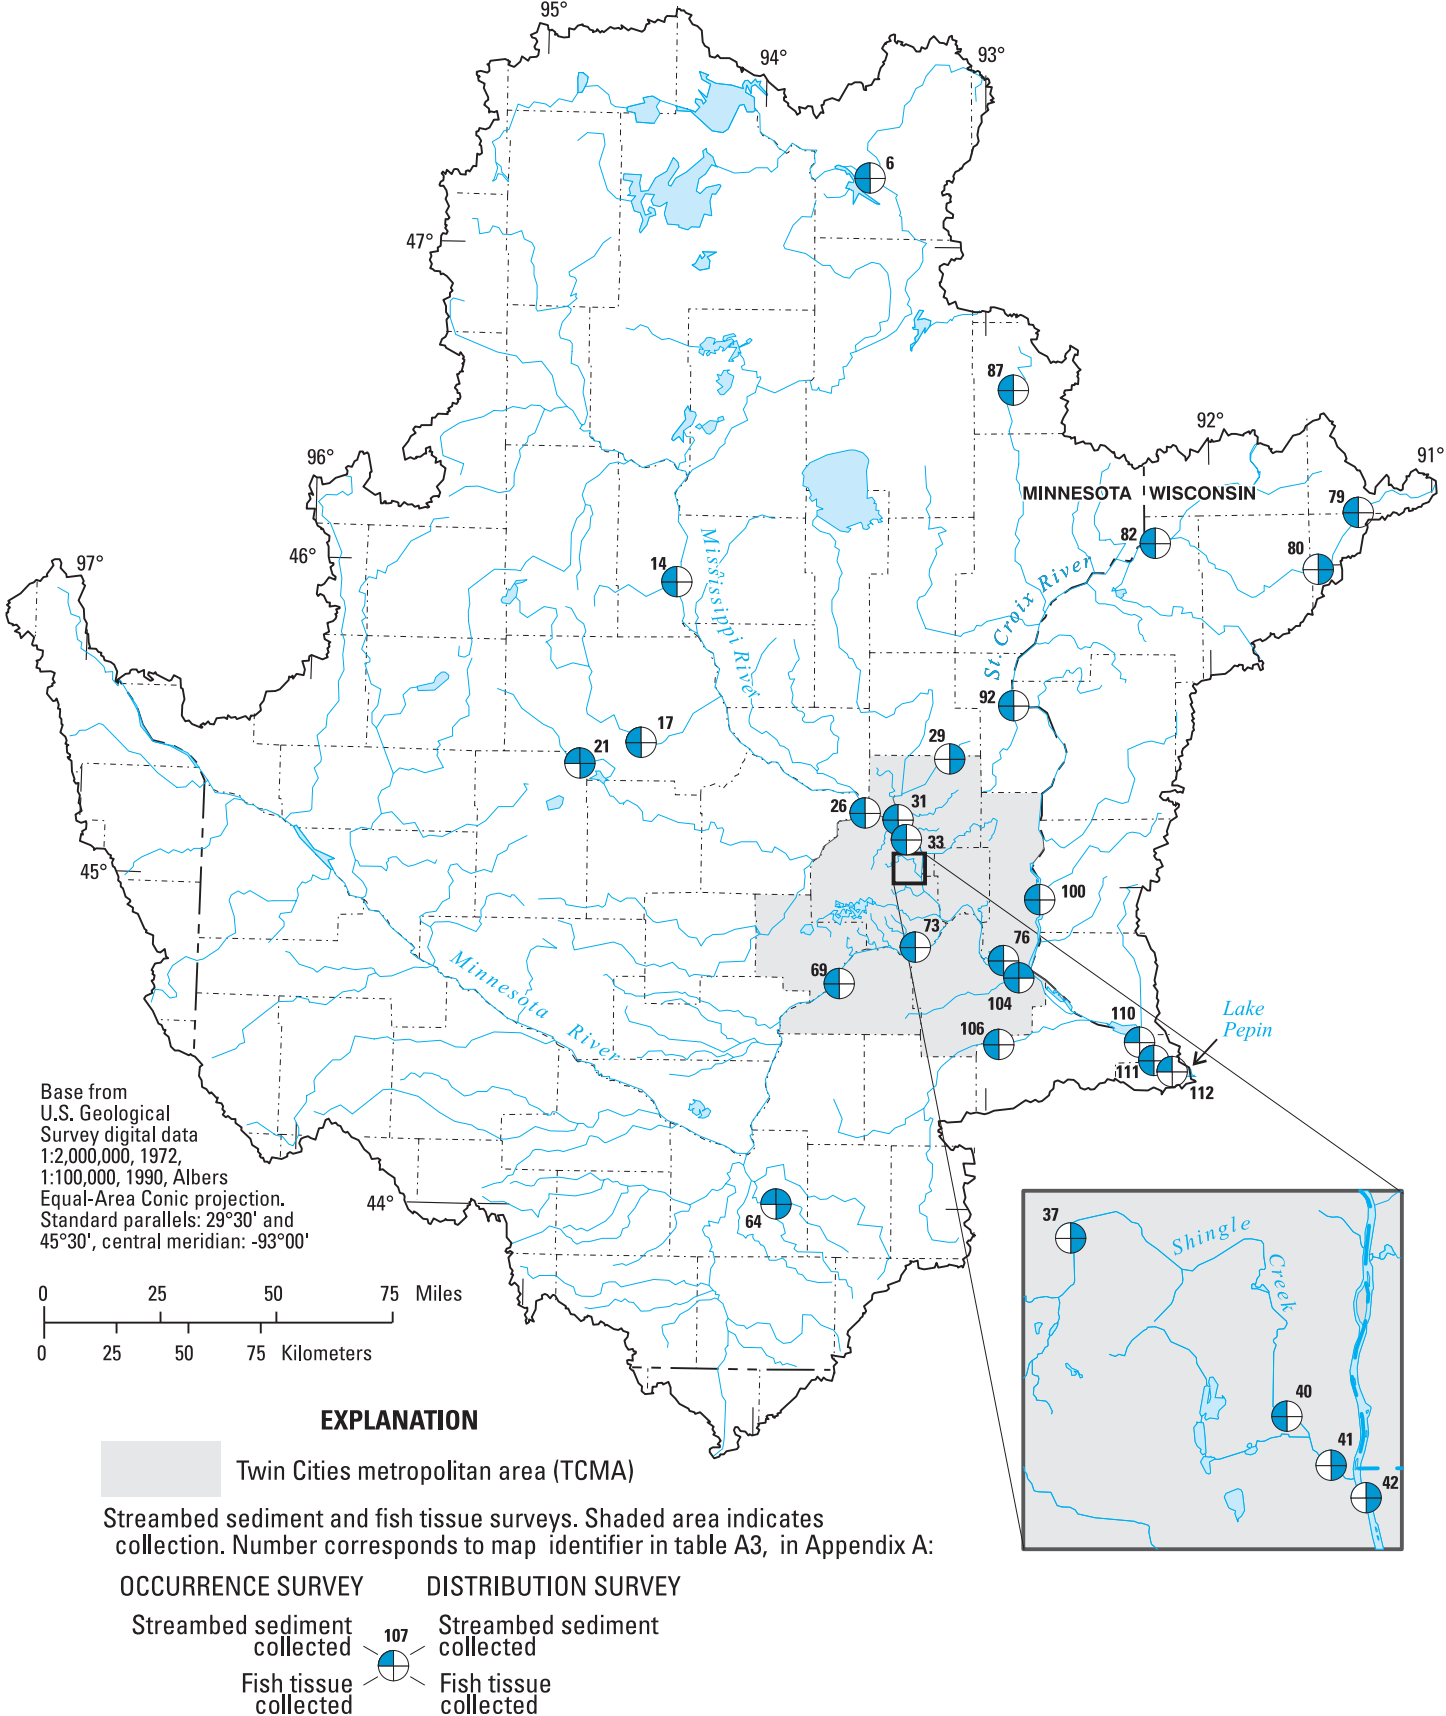 95°
94°
93°
6
47°
87
92°
96°
91°
MINNESOTA
WISCONSIN
79
82
46°
97°
80
14
Mississippi River
St. Croix River
92
17
29
21
26
31
33
45°
100
73
76
69
Minnesota River
104
110
Lake
Pepin
106
111
112
Base from
U.S. Geological
Survey digital data
1:2,000,000, 1972,
1:100,000, 1990, Albers
Equal-Area Conic projection.
Standard parallels: 29°30' and
45°30', central meridian: -93°00'
44°
64
37
Shingle
Creek
40
41
42
0 25 50 75 Miles
0 25 50 75 Kilometers
EXPLANATION
Twin Cities metropolitan area (TCMA)
Streambed sediment and fish tissue surveys. Shaded area indicates
collection. Number corresponds to map identifier in table A3, in Appendix A:
OCCURRENCE SURVEY
DISTRIBUTION SURVEY
Streambed sediment
collected
107
Streambed sediment
collected
Fish tissue
collected
Fish tissue
collected